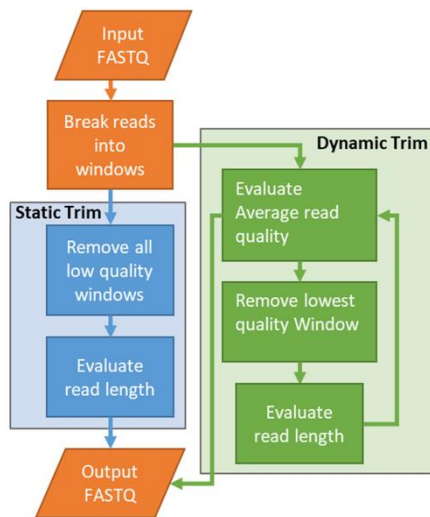 Input
FASTQ
Break reads
into
windows
Dynamic Trim
Evaluate
Average read
quality
Static Trim
Remove all
low quality
windows
Remove lowest
quality Window
Evaluate
read length
Evaluate
read length
Output
FASTQ